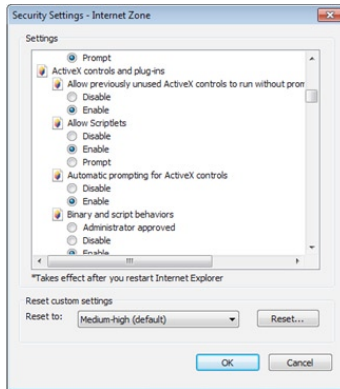 Security Settings - Internet Zone
Settings
Prompt
ActiveX controls and plug-ins
Allow previously unused ActiveX controls to run without pron
Disable
Enable
Allow Scriptlets
Disable
Enable
Prompt
Automatic prompting for ActiveX controls
Disable
Enable
Binary and script behaviors
Administrator approved
Disable
Enable
*Takes effect after you restart Internet Explorer
Reset custom settings
Reset to: Medium-high (default) Reset...
OK Cancel